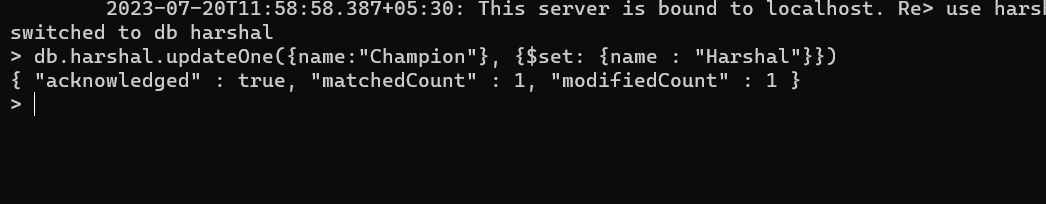 2023-07-20T11:58:58.387+05:30: This server is bound to localhost. Re> use harsh
switched to db harshal
> db.harshal.updateOne({name:"Champion"}, {$set: {name : "Harshal"}})
{ "acknowledged" : true, "matchedCount" : 1, "modifiedCount" : 1 }
>